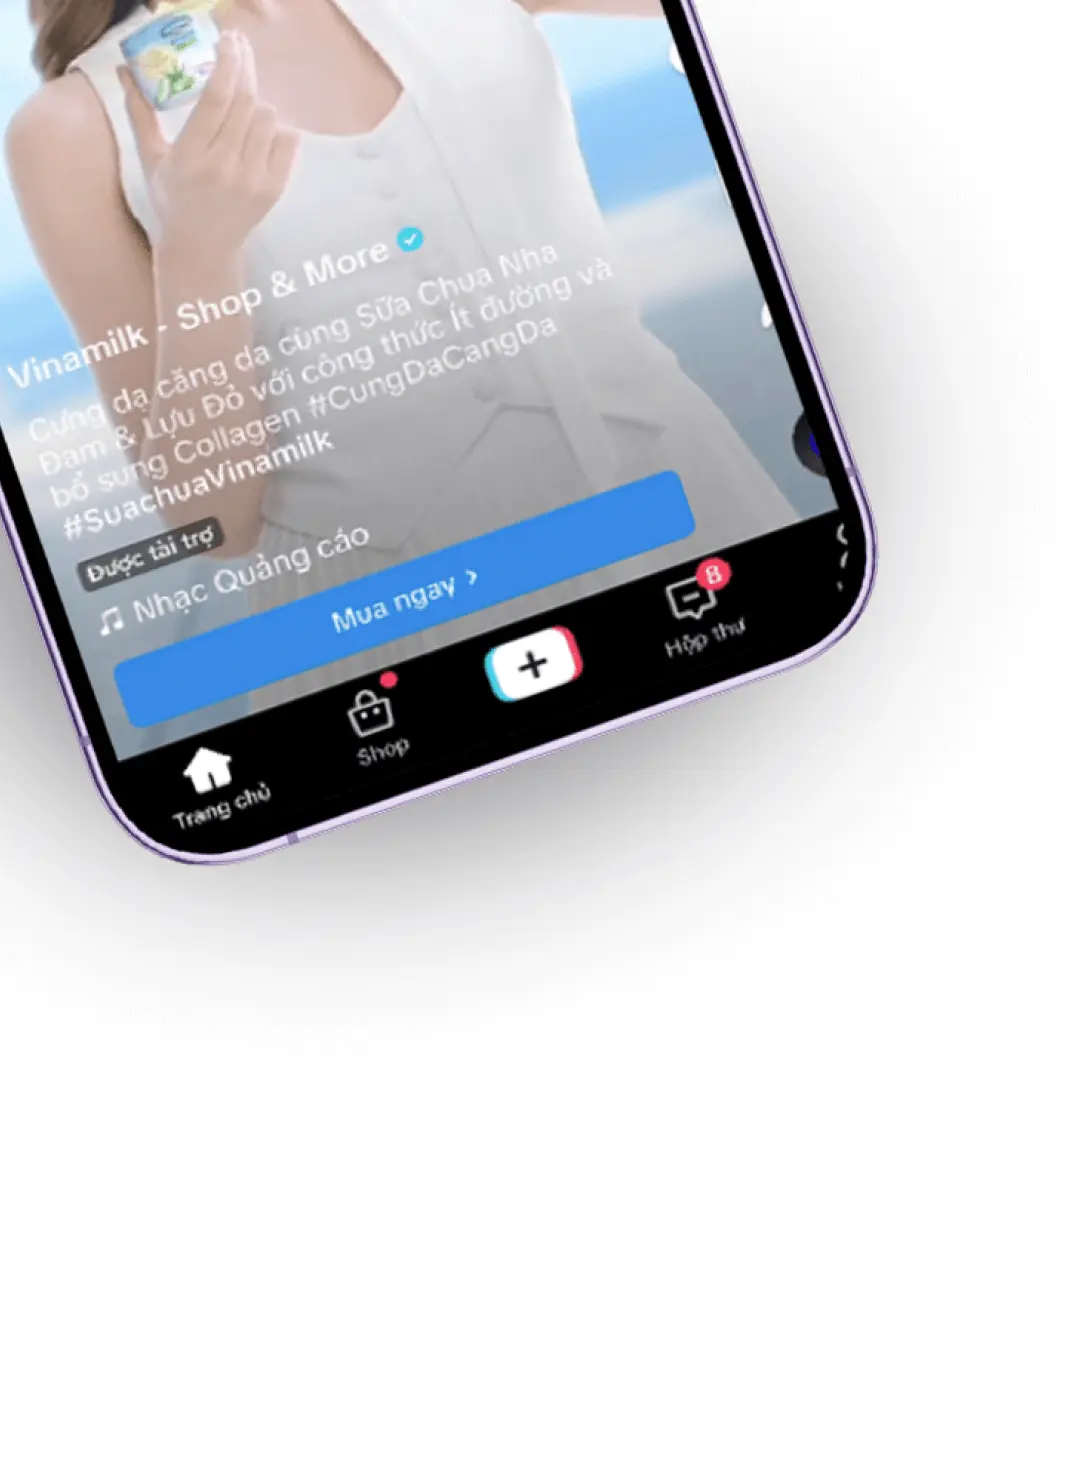 Vinamilk - Shop & More
Cưng da căng da cùng Sữa Chua Nha
Đam & Lựu Đỏ với công thức Ít đường và
bổ sung Collagen #CungDaCangDa
#SuachuaVinamilk
Được tài trợ
Nhạc Quảng cáo
Mua ngay >
8
Trang chủ
Shop
Hộp thư